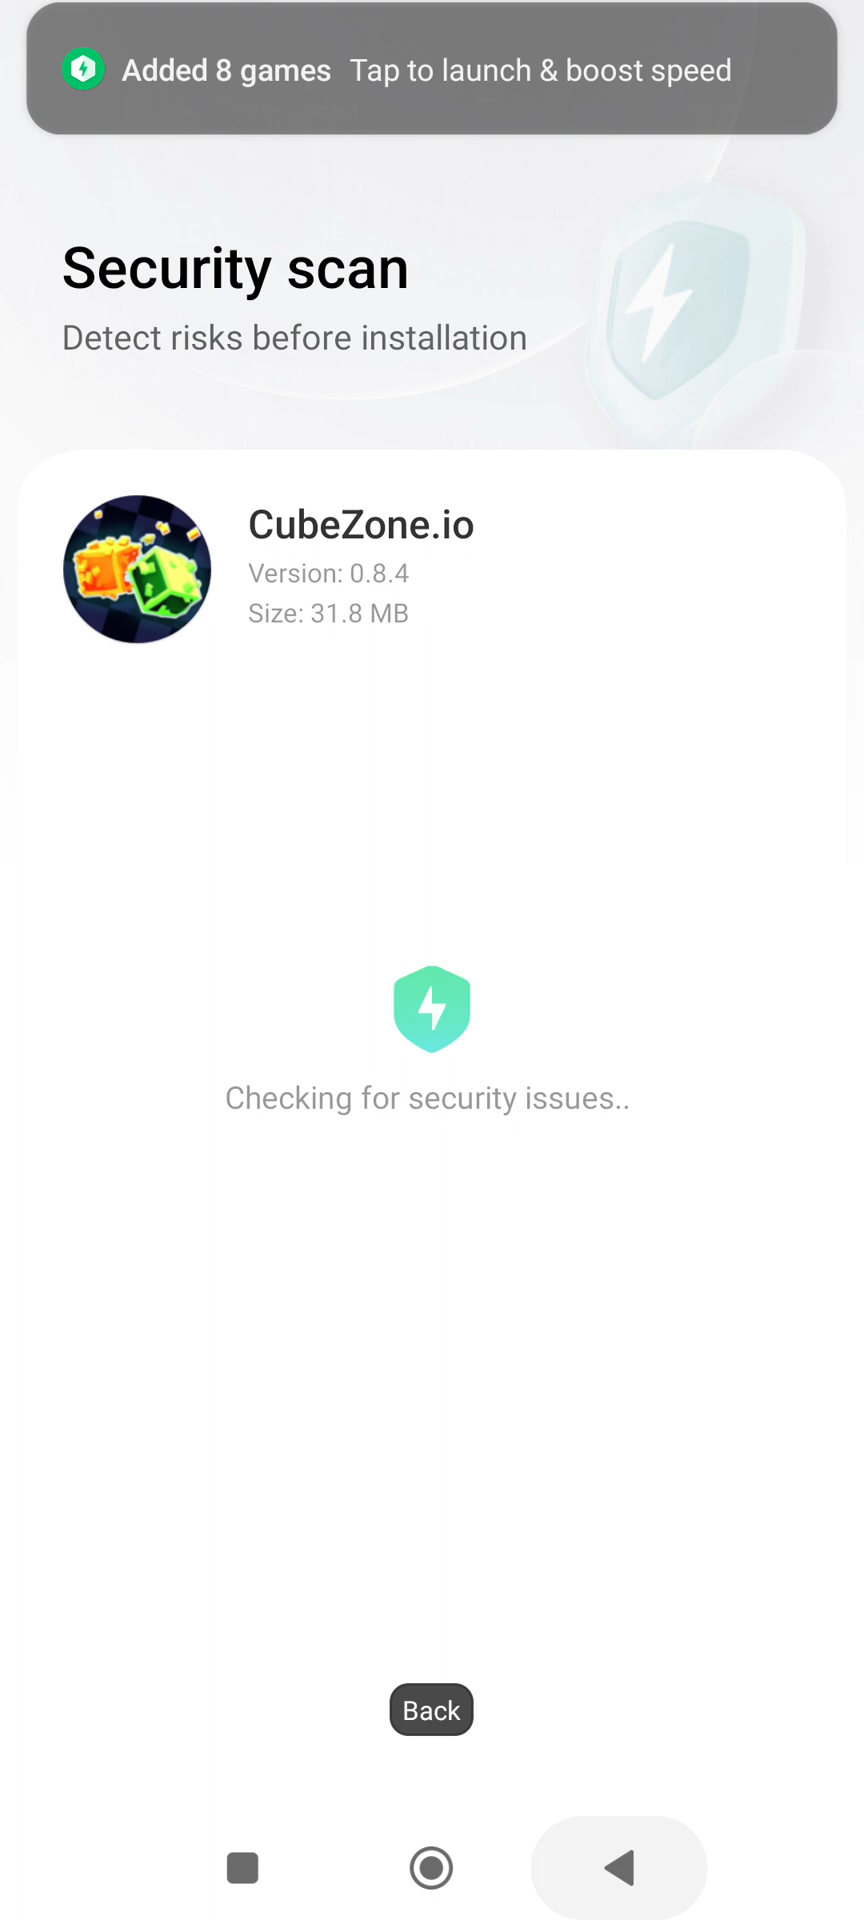 Added 8 games Tap to launch & boost speed
Security scan
Detect risks before installation
CubeZone.io
Version: 0.8.4
Size: 31.8 MB
Checking for security issues..
Back